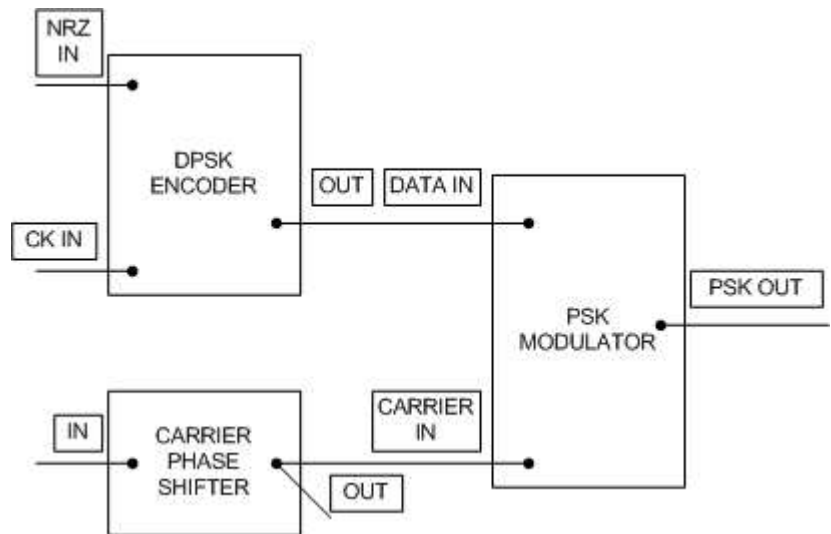 NRZ
IN
DPSK
ENCODER
OUT
DATA IN
CK IN
PSK OUT
PSK
MODULATOR
CARRIER
IN
IN
CARRIER
PHASE
SHIFTER
OUT